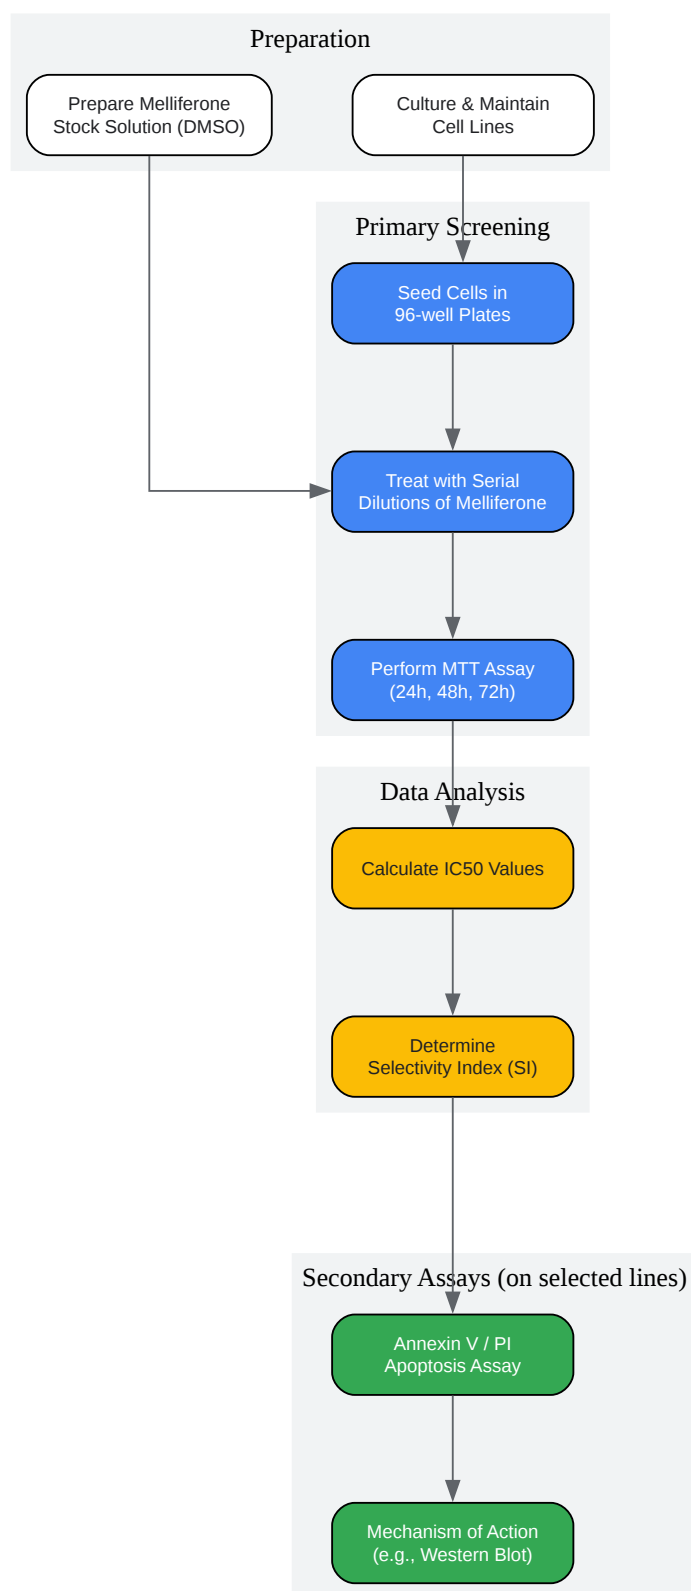 Preparation
Prepare Melliferone
Stock Solution (DMSO)
Culture & Maintain
Cell Lines
Primary Screening
Seed Cells in
96-well Plates
Treat with Serial
Dilutions of Melliferone
Perform MTT Assay
(24h, 48h, 72h)
Data Analysis
Calculate IC50 Values
Determine
Selectivity Index (SI)
Secondary Assays (on selected lines)
Annexin V / PI
Apoptosis Assay
Mechanism of Action
(e.g., Western Blot)